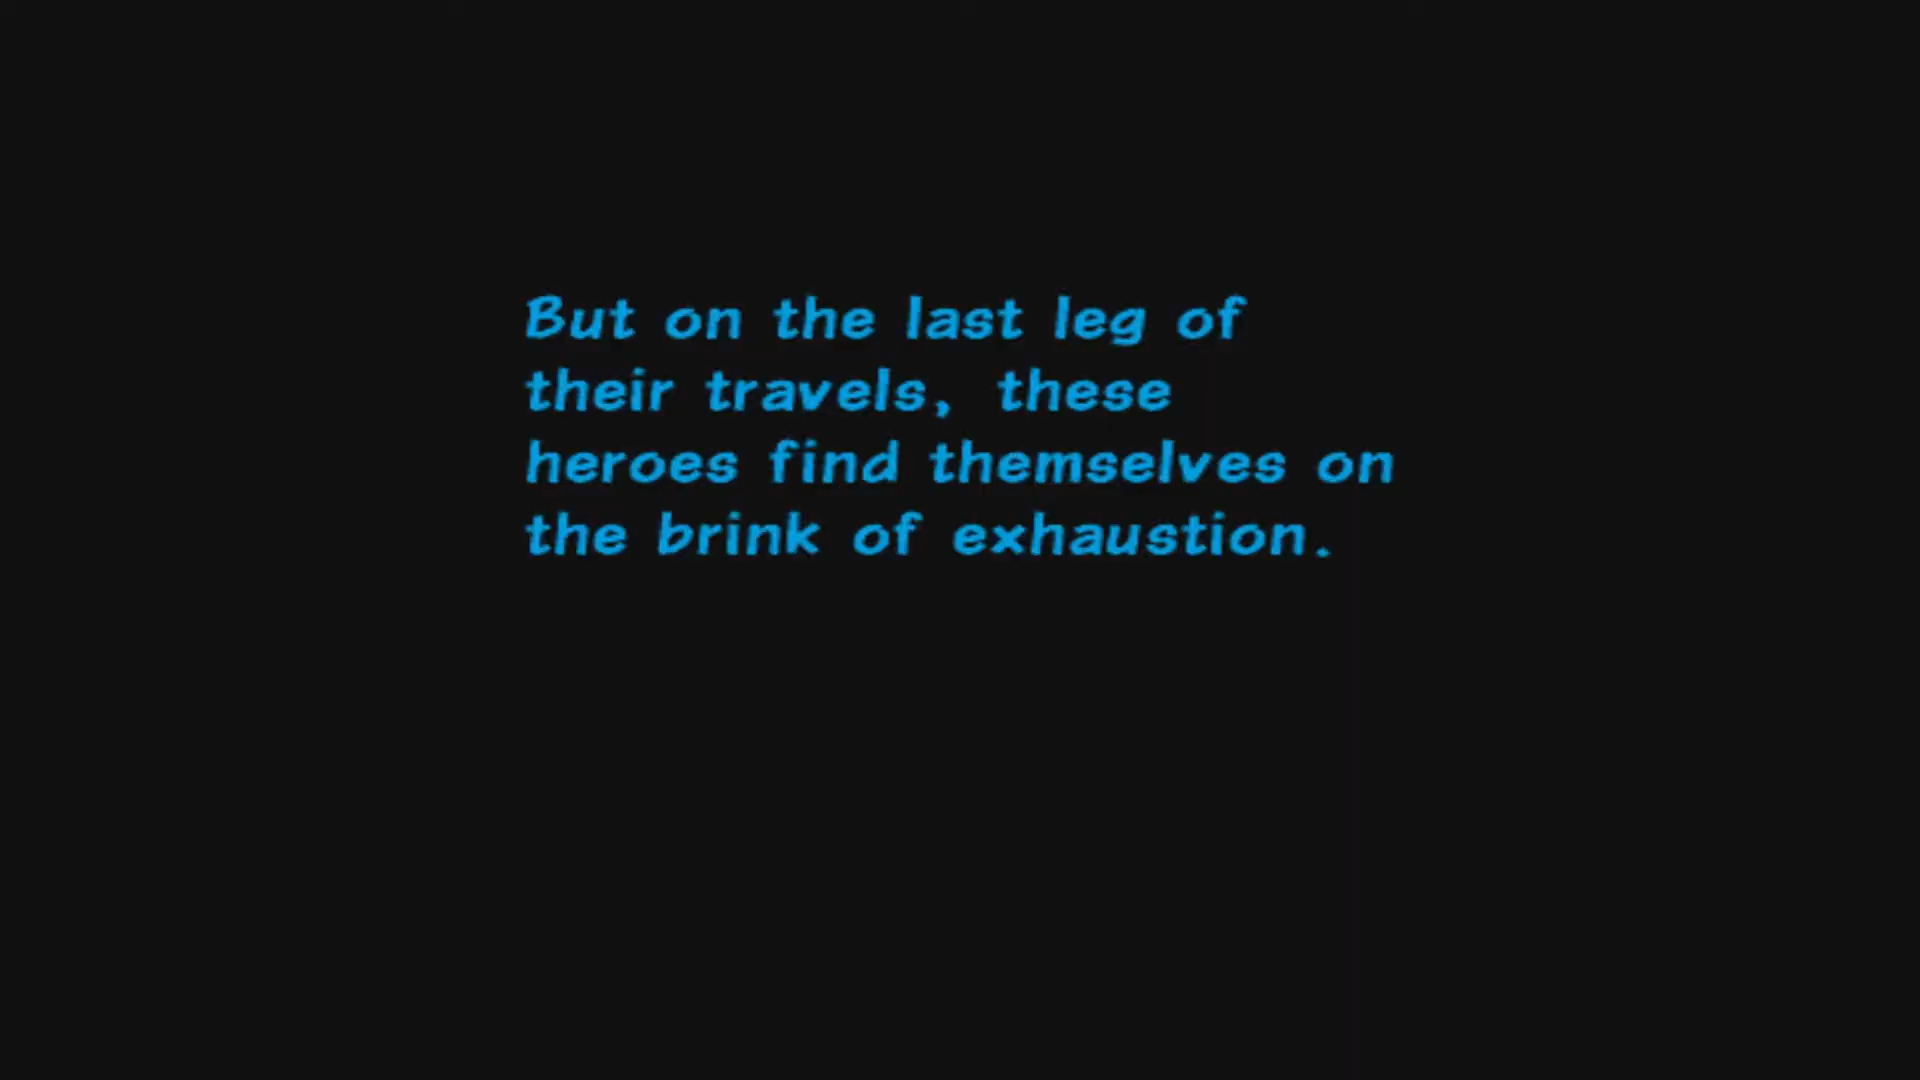 But on the last leg of
their travels, these
heroes find themselves on
the brink of exhaustion.